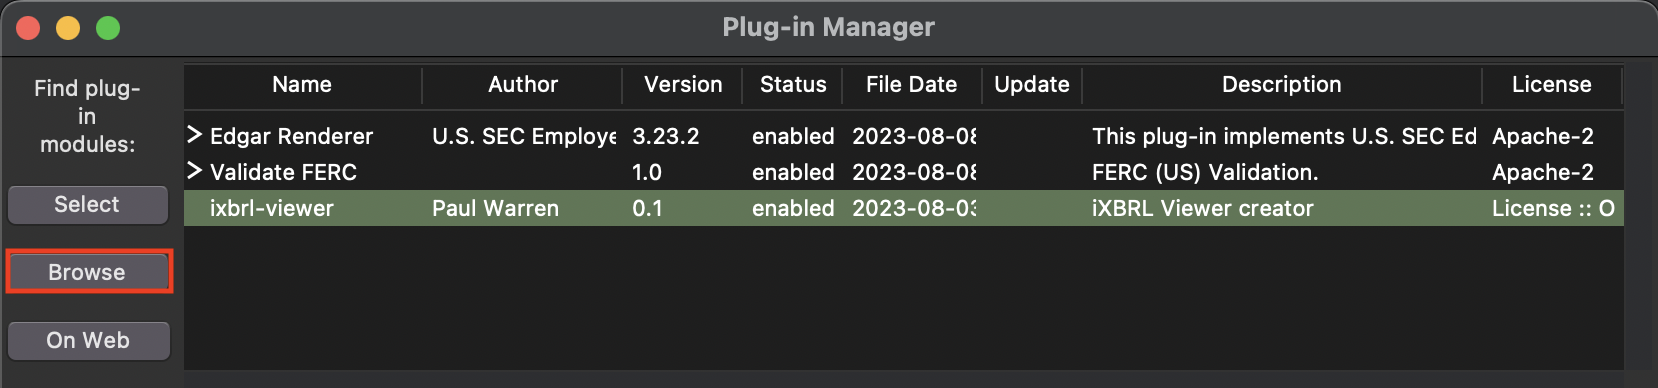 Plug-in Manager
Find plug-
in
modules:
Select
Browse
On Web
Name Author Version Status File Date Update Description License
> Edgar Renderer U.S. SEC Employe 3.23.2 enabled 2023-08-08 This plug-in implements U.S. SEC Ed Apache-2
> Validate FERC 1.0 enabled 2023-08-08 FERC (US) Validation. Apache-2
ixbrl-viewer Paul Warren 0.1 enabled 2023-08-03 iXBRL Viewer creator License :: O